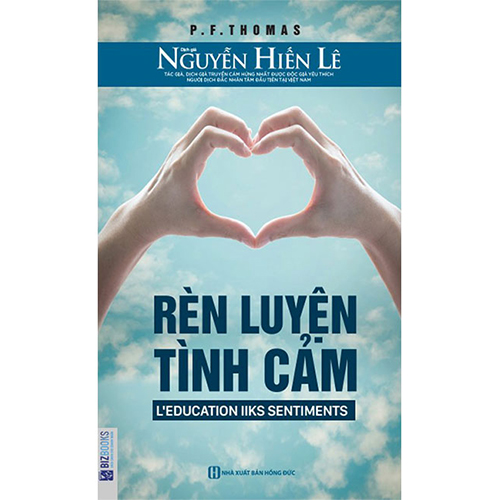 P.F.THOMAS
Dịch giả
NGUYỄN HIẾN LÊ
TÁC GIẢ, DỊCH GIẢ TRUYỀN CẢM HỨNG NHẤT ĐƯỢC ĐỘC GIẢ YÊU THÍCH
NGƯỜI DỊCH ĐẮC NHÂN TÂM ĐẦU TIÊN TẠI VIỆT NAM
RÈN LUYỆN
TÌNH CẢM
L'EDUCATION IIKS SENTIMENTS
BIZBOOKS
NHÀ XUẤT BẢN HỒNG ĐỨC